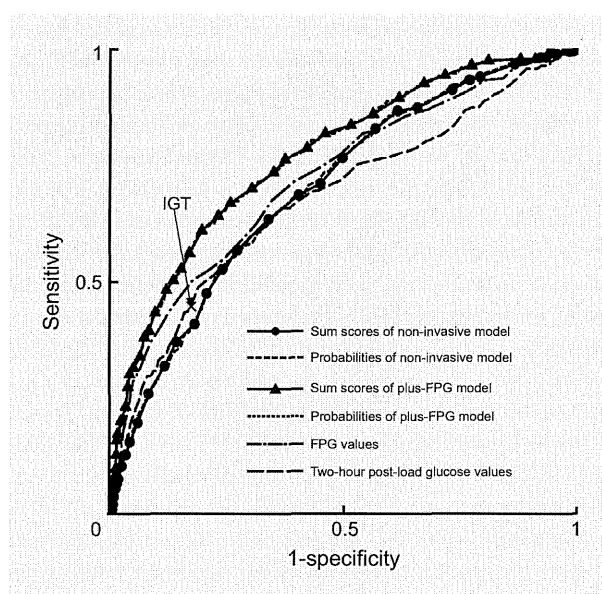 1
IGT
Sensitivity
0.5
Sum scores of non-invasive model
Probabilities of non-invasive model
Sum scores of plus-FPG model
Probabilities of plus-FPG model
FPG values
Two-hour post-load glucose values
0
0.5
1
1-specificity